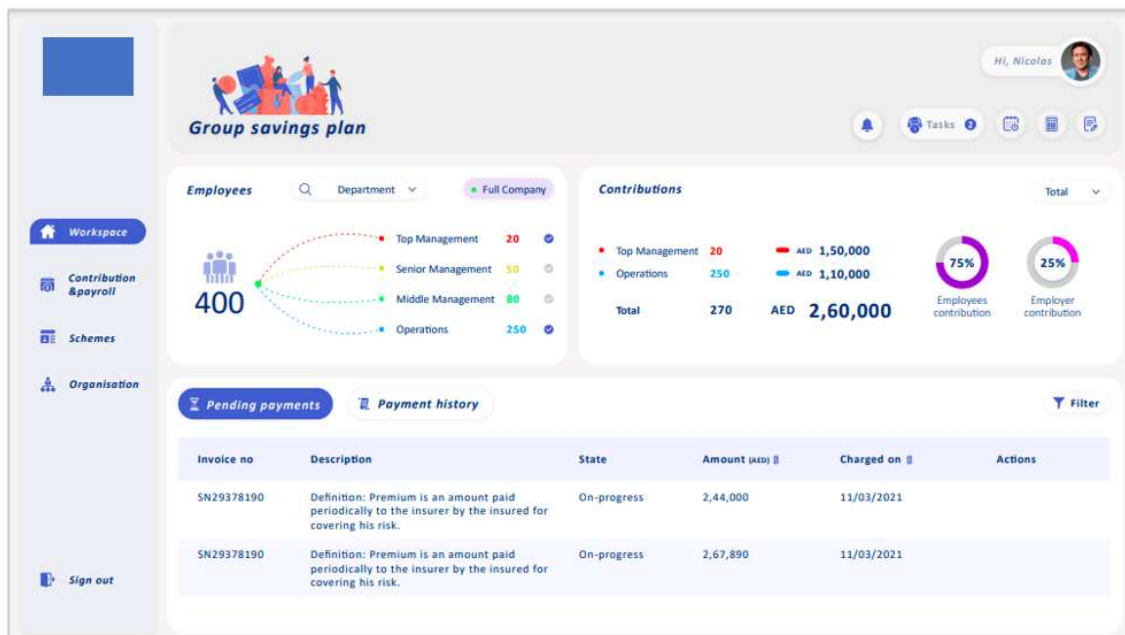 Hi, Nicolas
Group savings plan
Tasks 2
Workspace
Contribution
&payroll
Schemes
Organisation
Sign out
Employees
Department
Full Company
400
Top Management 20
Senior Management 50
Middle Management 80
Operations 250
Contributions
Total
Top Management 20 AED 1,50,000
Operations 250 AED 1,10,000
Total 270 AED 2,60,000
75%
Employees
contribution
25%
Employer
contribution
Pending payments
Payment history
Filter
Invoice no Description State Amount (AED) Charged on Actions
SN29378190 Definition: Premium is an amount paid On-progress 2,44,000 11/03/2021
periodically to the insurer by the insured for
covering his risk.
SN29378190 Definition: Premium is an amount paid On-progress 2,67,890 11/03/2021
periodically to the insurer by the insured for
covering his risk.